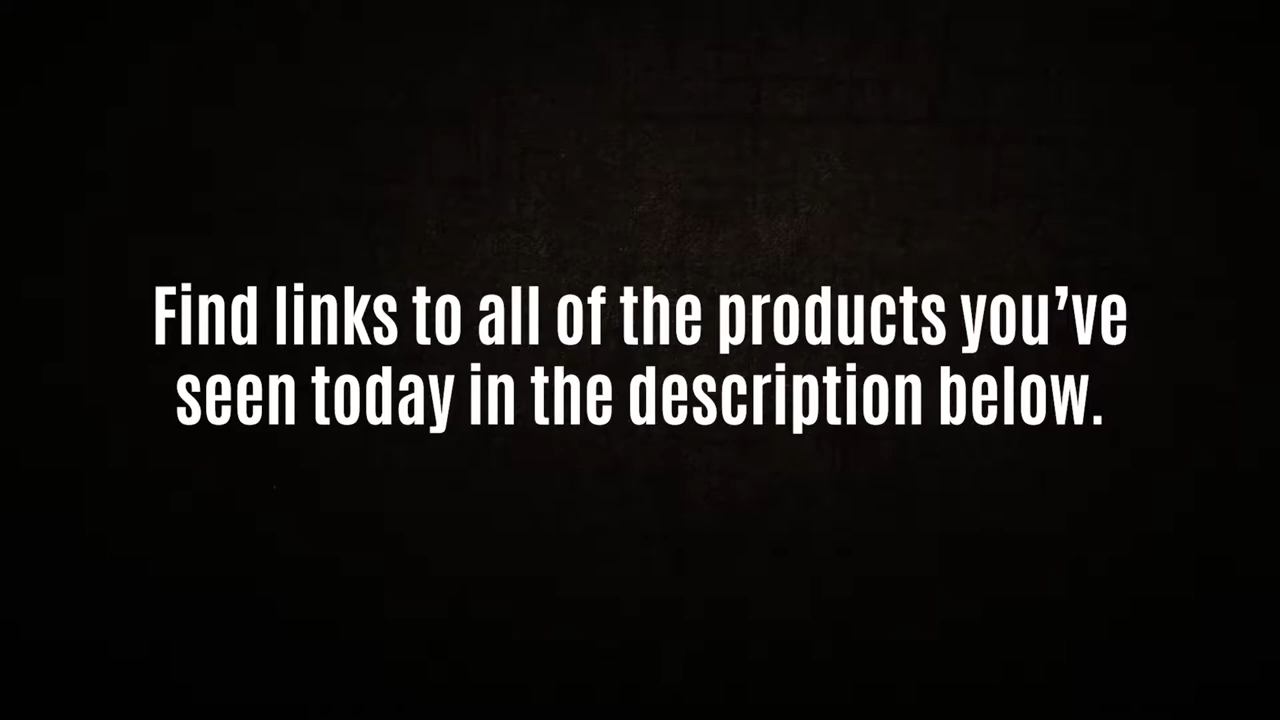 Find links to all of the products you’ve
seen today in the description below.